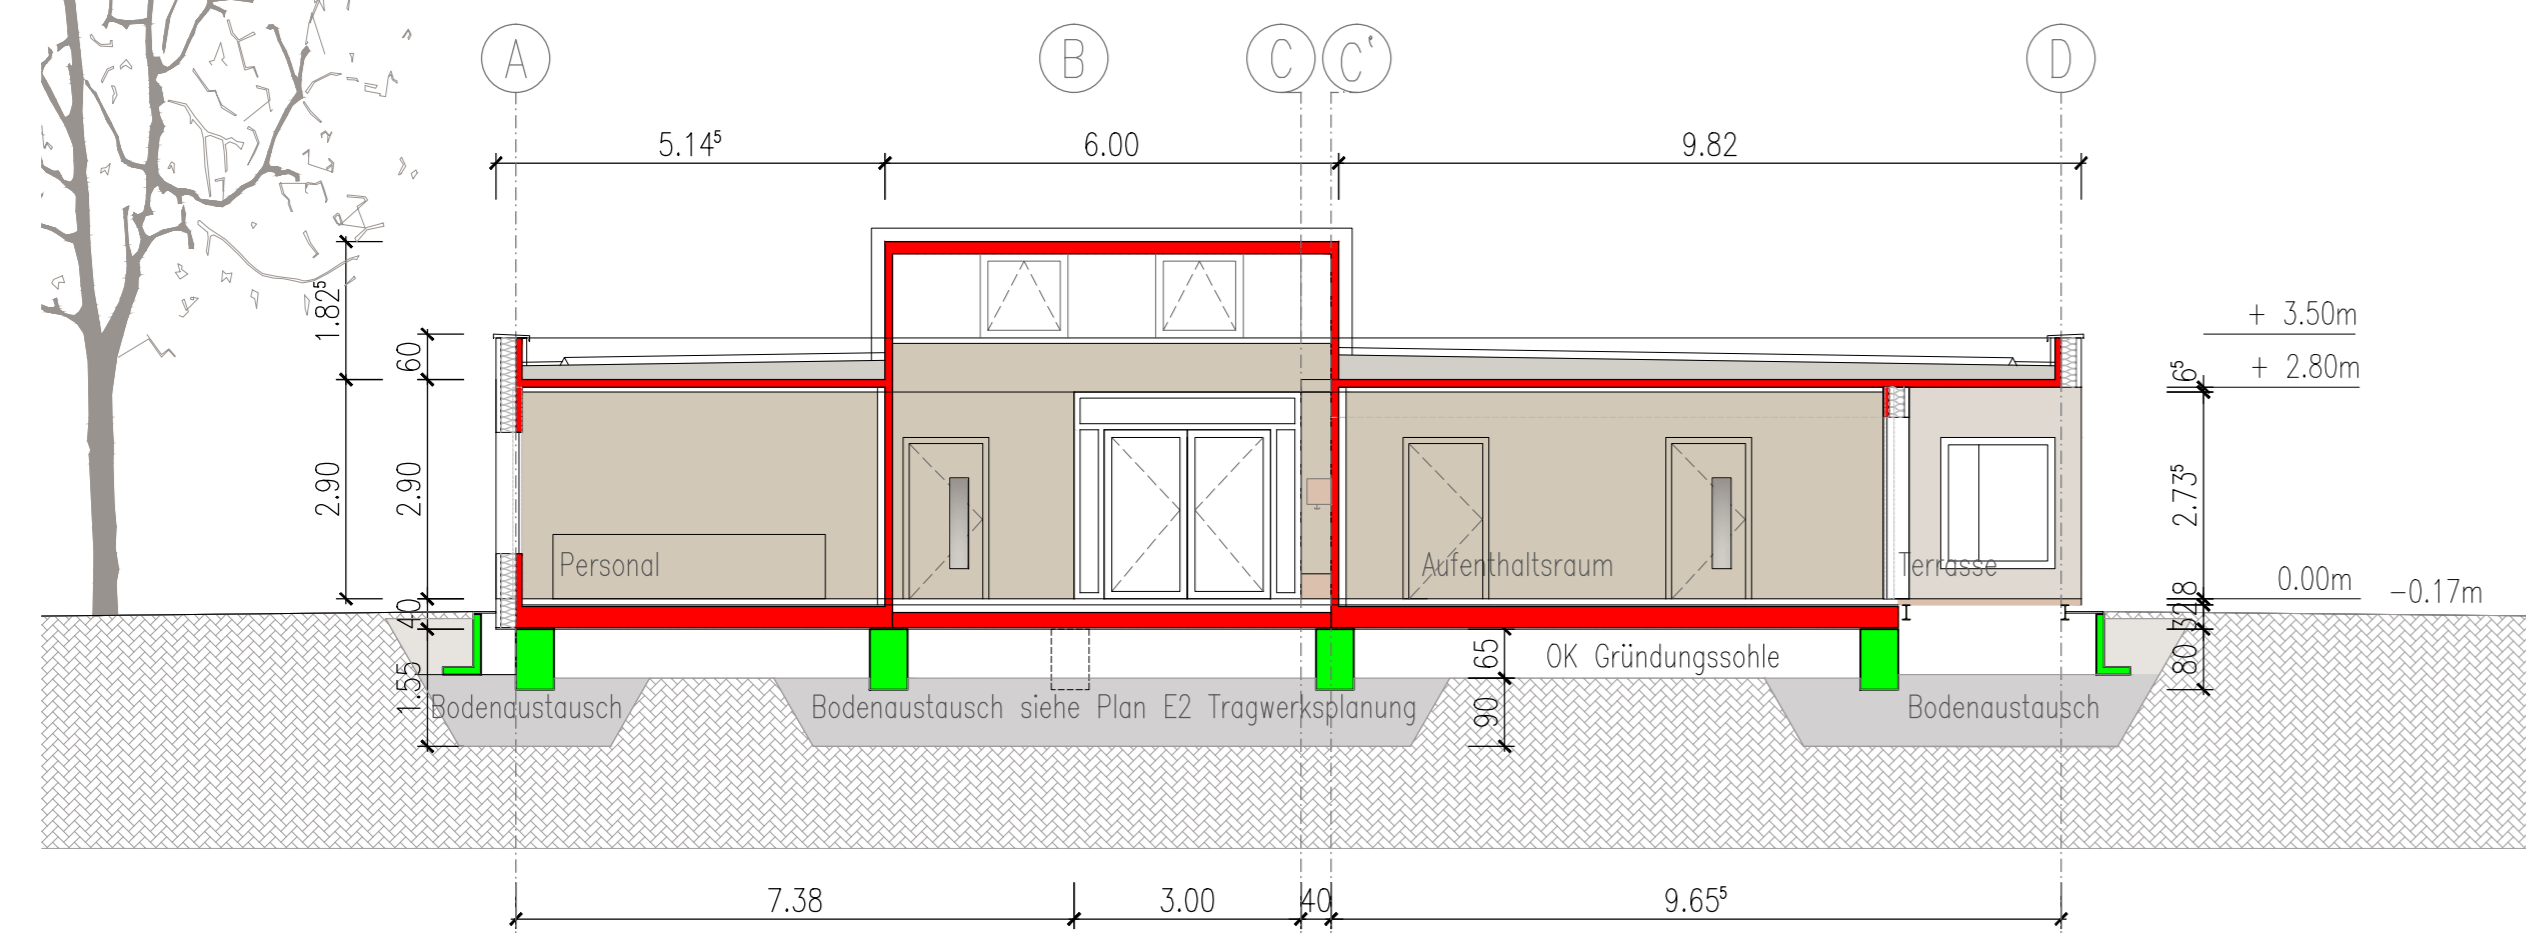 A B C C'
5.14⁵ 6.00 9.82
1.82⁵
60
2.90
2.90
40
1.55
+ 3.50m
+ 2.80m
6⁵
2.73⁵
0.00m
-0.17m
8
32
80
Personal
Aufenthaltsraum
Terrasse
D
65
OK Gründungssohle
90
Bodenaustausch
Bodenaustausch siehe Plan E2 Tragwerksplanung
Bodenaustausch
7.38 3.00 40 9.65⁵